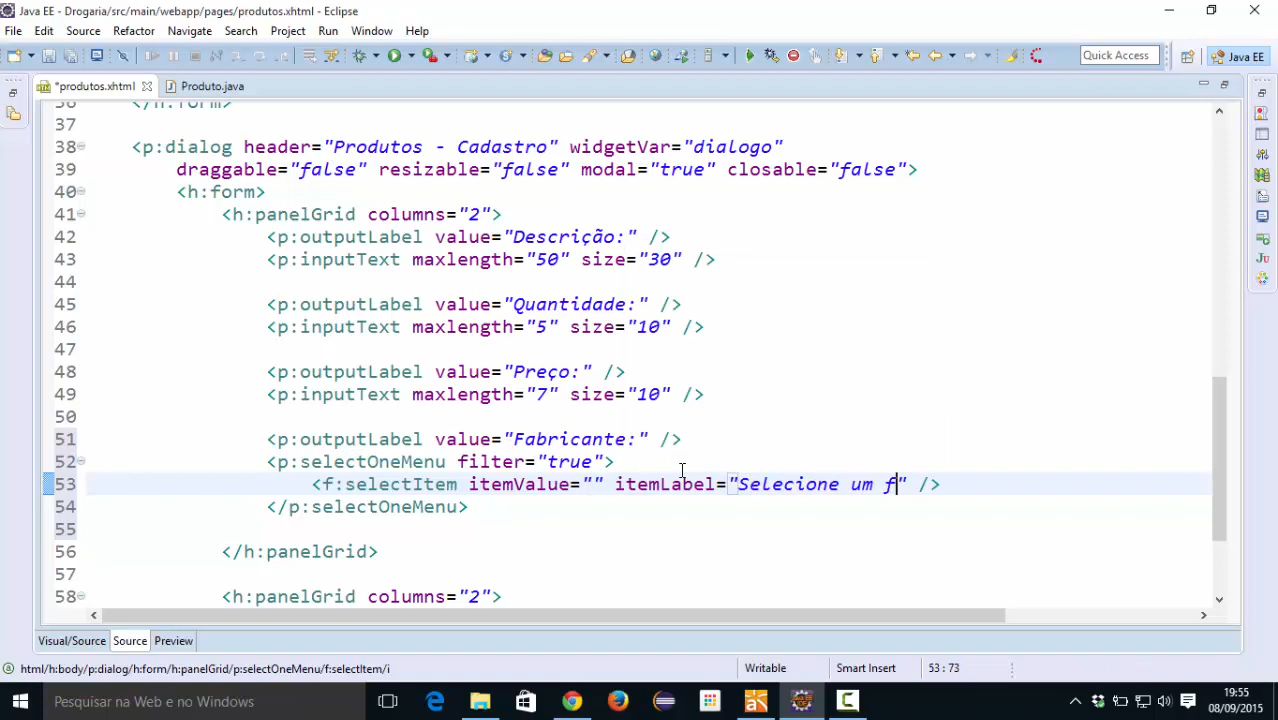 Java EE - Drogaria/src/main/webapp/pages/produtos.xhtml - Eclipse
File Edit Source Refactor Navigate Search Project Run Window Help
Quick Access
Java EE
*produtos.xhtml
Produto.java
36 </h:form>
37
38 <p:dialog header="Produtos - Cadastro" widgetVar="dialogo"
39 draggable="false" resizable="false" modal="true" closable="false">
40 <h:form>
41 <h:panelGrid columns="2">
42 <p:outputLabel value="Descrição:" />
43 <p:inputText maxlength="50" size="30" />
44
45 <p:outputLabel value="Quantidade:" />
46 <p:inputText maxlength="5" size="10" />
47
48 <p:outputLabel value="Preço:" />
49 <p:inputText maxlength="7" size="10" />
50
51 <p:outputLabel value="Fabricante:" />
52 <p:selectOneMenu filter="true">
53 <f:selectItem itemValue="" itemLabel="Selecione um f" />
54 </p:selectOneMenu>
55
56 </h:panelGrid>
57
58 <h:panelGrid columns="2">
Visual/Source Source Preview
html/h:body/p:dialog/h:form/h:panelGrid/p:selectOneMenu/f:selectItem/i
Writable
Smart Insert
53 : 73
Pesquisar na Web e no Windows
19:55
08/09/2015